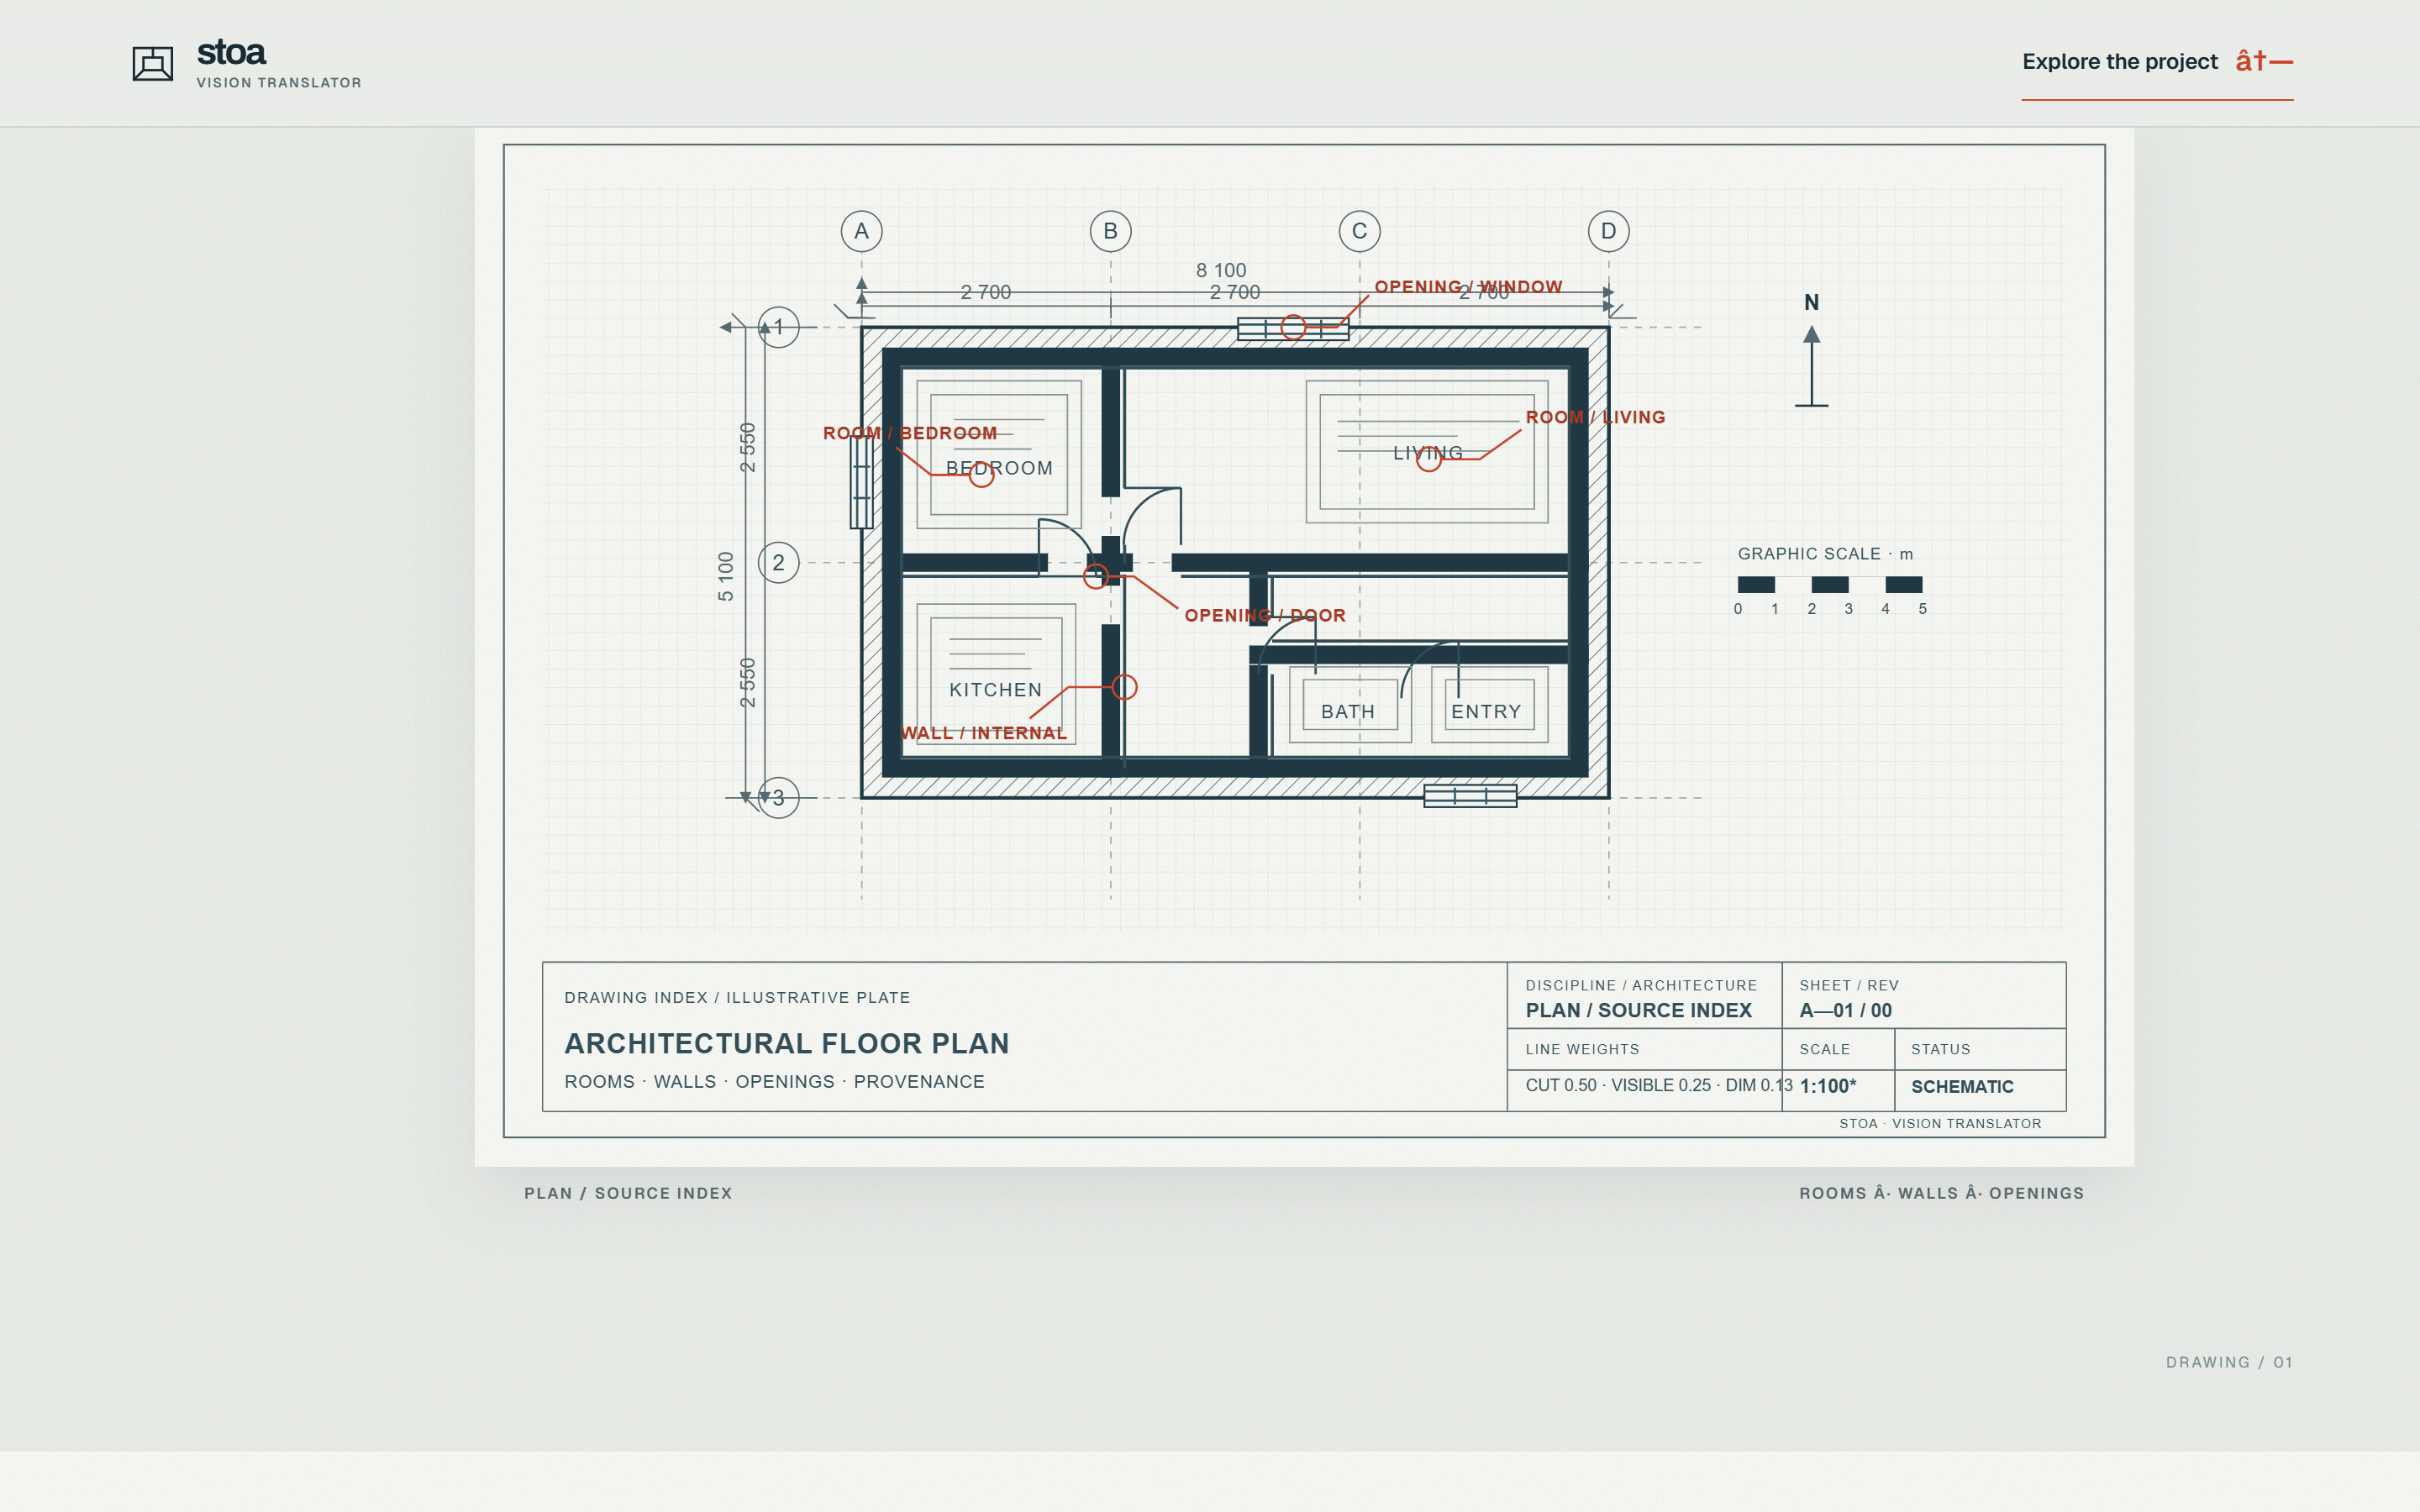 stoa
VISION TRANSLATOR
Explore the project â†—
A B C D
8 100
2 700 2 700 2 700
OPENING / WINDOW
N
1
2 550
ROOM / BEDROOM
ROOM / LIVING
BEDROOM
LIVING
5 100
2
GRAPHIC SCALE · m
0 1 2 3 4 5
OPENING / DOOR
2 550
KITCHEN
BATH
ENTRY
WALL / INTERNAL
3
DRAWING INDEX / ILLUSTRATIVE PLATE
ARCHITECTURAL FLOOR PLAN
ROOMS · WALLS · OPENINGS · PROVENANCE
DISCIPLINE / ARCHITECTURE
PLAN / SOURCE INDEX
SHEET / REV
A—01 / 00
LINE WEIGHTS
CUT 0.50 · VISIBLE 0.25 · DIM 0.13
SCALE
1:100*
STATUS
SCHEMATIC
STOA · VISION TRANSLATOR
PLAN / SOURCE INDEX
ROOMS Â· WALLS Â· OPENINGS
DRAWING / 01